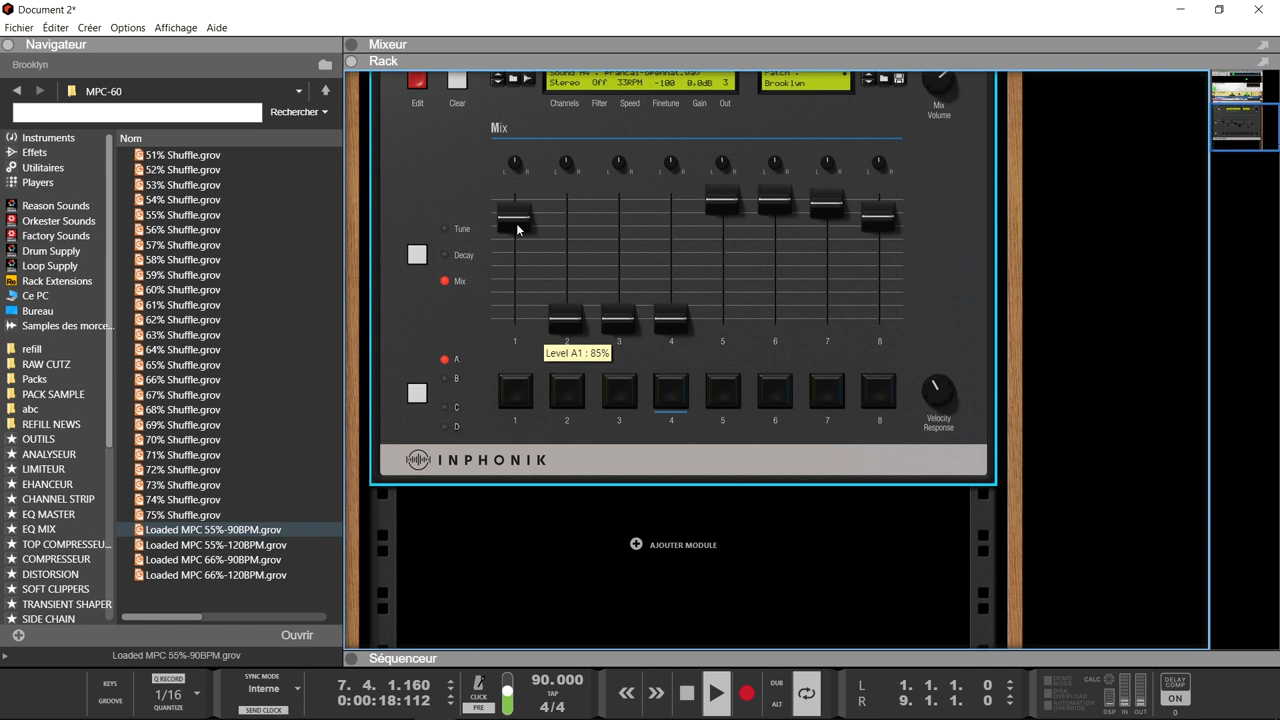 Document 2*
Fichier Éditer Créer Options Affichage Aide
Navigateur
Mixeur
Rack
Brooklyn
MPC-60
Rechercher
Instruments
Effets
Utilitaires
Players
Reason Sounds
Orkester Sounds
Factory Sounds
Drum Supply
Loop Supply
Rack Extensions
Ce PC
Bureau
Samples des morce...
refill
RAW CUTZ
Packs
PACK SAMPLE
abc
REFILL NEWS
OUTILS
ANALYSEUR
LIMITEUR
EHANCEUR
CHANNEL STRIP
EQ MASTER
EQ MIX
TOP COMPRESSEU...
COMPRESSEUR
DISTORSION
SOFT CLIPPERS
TRANSIENT SHAPER
SIDE CHAIN
Nom
51% Shuffle.grov
52% Shuffle.grov
53% Shuffle.grov
54% Shuffle.grov
55% Shuffle.grov
56% Shuffle.grov
57% Shuffle.grov
58% Shuffle.grov
59% Shuffle.grov
60% Shuffle.grov
61% Shuffle.grov
62% Shuffle.grov
63% Shuffle.grov
64% Shuffle.grov
65% Shuffle.grov
66% Shuffle.grov
67% Shuffle.grov
68% Shuffle.grov
69% Shuffle.grov
70% Shuffle.grov
71% Shuffle.grov
72% Shuffle.grov
73% Shuffle.grov
74% Shuffle.grov
75% Shuffle.grov
Loaded MPC 55%-90BPM.grov
Loaded MPC 55%-120BPM.grov
Loaded MPC 66%-90BPM.grov
Loaded MPC 66%-120BPM.grov
Ouvrir
Loaded MPC 55%-90BPM.grov
Stereo Off 33RPM -100 0,0dB 3
Brooklyn
Edit Clear Channels Filter Speed Finetune Gain Out
Mix
Volume
Mix
L R L R L R L R L R L R L R L R
Tune
Decay
Mix
1 2 3 4 5 6 7 8
Level A1 : 85%
A
B
C
D
1 2 3 4 5 6 7 8
Velocity
Response
INPHONIK
AJOUTER MODULE
Séquenceur
KEYS
GROOVE
Q RECORD
1/16
QUANTIZE
SYNC MODE
Interne
SEND CLOCK
7. 4. 1.160
0:00:18:112
CLICK
PRE
90.000
TAP
4/4
DUB
ALT
L 1. 1. 1. 0
R 9. 1. 1. 0
DEMO MODE
DISK OVERLOAD
AUTOMATION OVERRIDE
CALC
DSP IN OUT
DELAY
COMP
ON
0